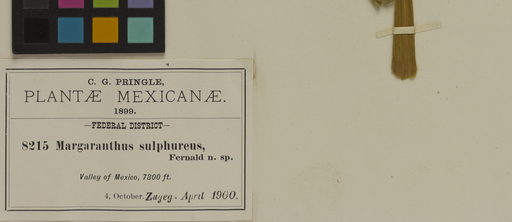 C. G. PRINGLE,
PLANTÆ MEXICANÆ.
1899.
—FEDERAL DISTRICT—
8215 Margaranthus sulphureus,
Fernald n. sp.
Valley of Mexico, 7300 ft.
4, October. April 1900.